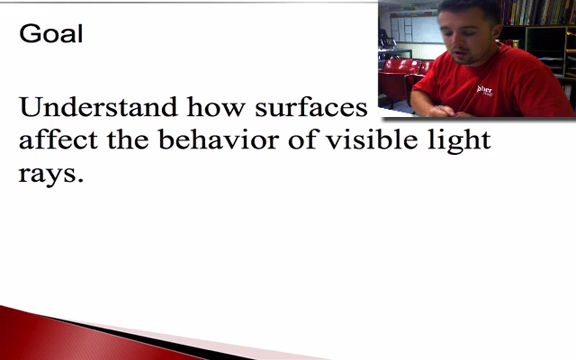 Goal
Understand how surfaces
affect the behavior of visible light
rays.